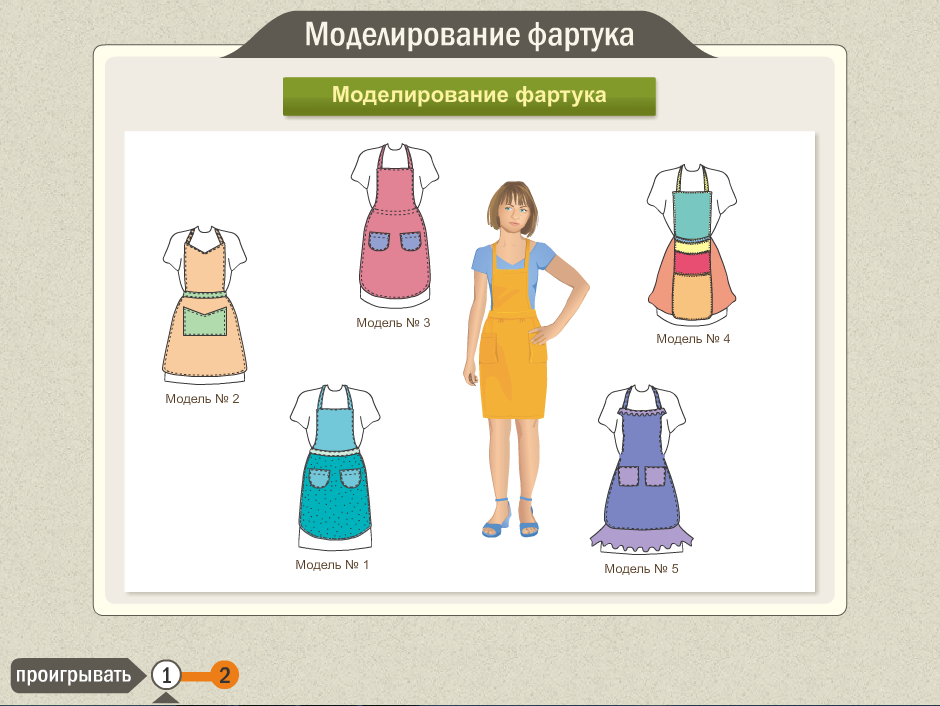 Моделирование фартука
Моделирование фартука
Модель № 3
Модель № 4
Модель № 2
Модель № 1
Модель № 5
проигрывать 1 2